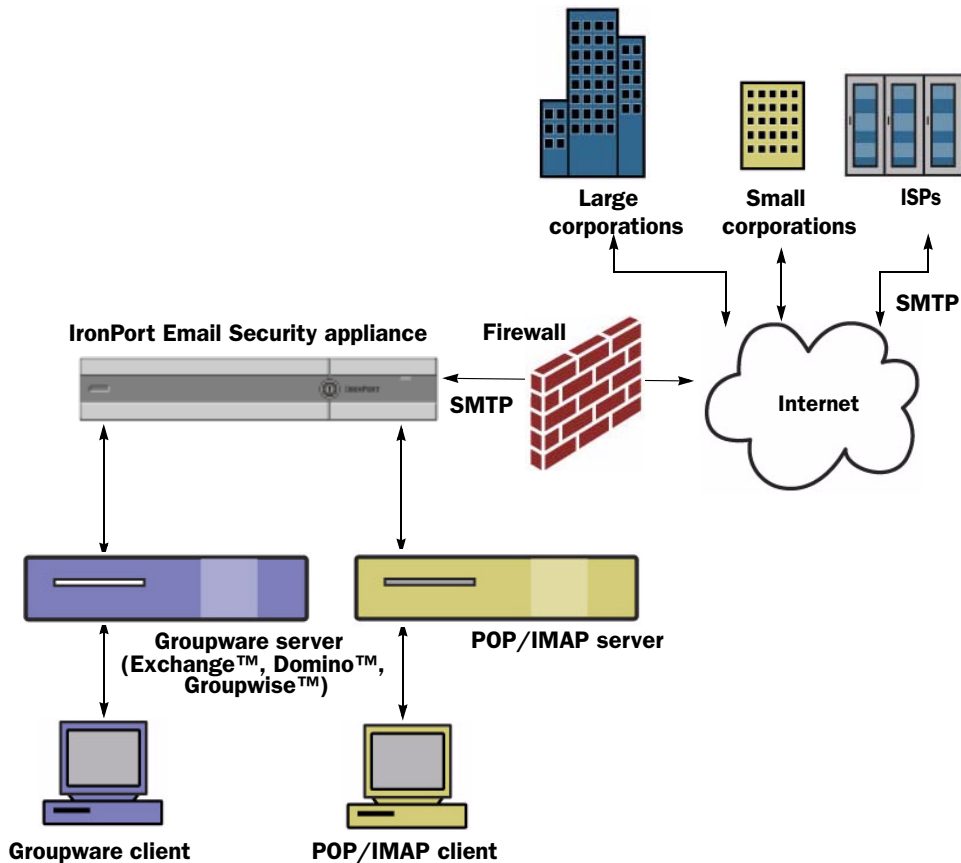 Large
corporations
Small
corporations
ISPs
SMTP
IronPort Email Security appliance
Firewall
IRONPORT
SMTP
Internet
Groupware server
(Exchange™, Domino™,
Groupwise™)
POP/IMAP server
Groupware client
POP/IMAP client